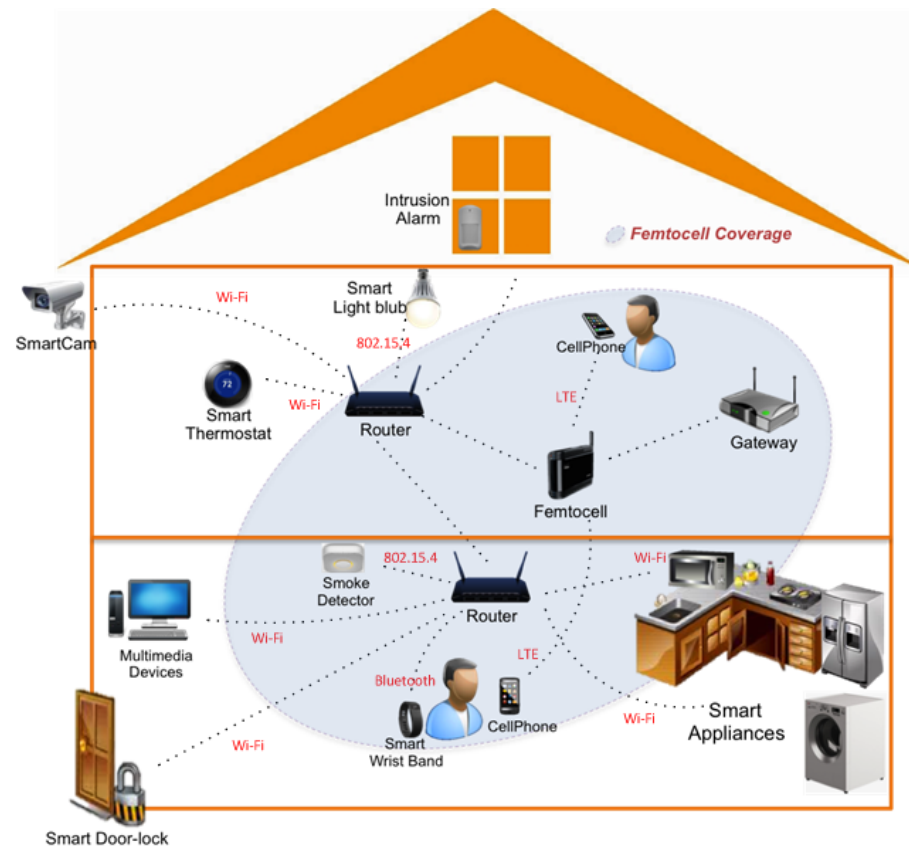 Intrusion
Alarm
Femtocell Coverage
Smart
Light blub
Wi-Fi
SmartCam
802.15.4
CellPhone
72
Wi-Fi
LTE
Smart
Thermostat
Router
Gateway
Femtocell
802.15.4
Wi-Fi
Smoke
Detector
Router
Wi-Fi
Multimedia
Devices
LTE
Bluetooth
Smart
Appliances
Wi-Fi
CellPhone
Wi-Fi
Smart
Wrist Band
Smart Door-lock